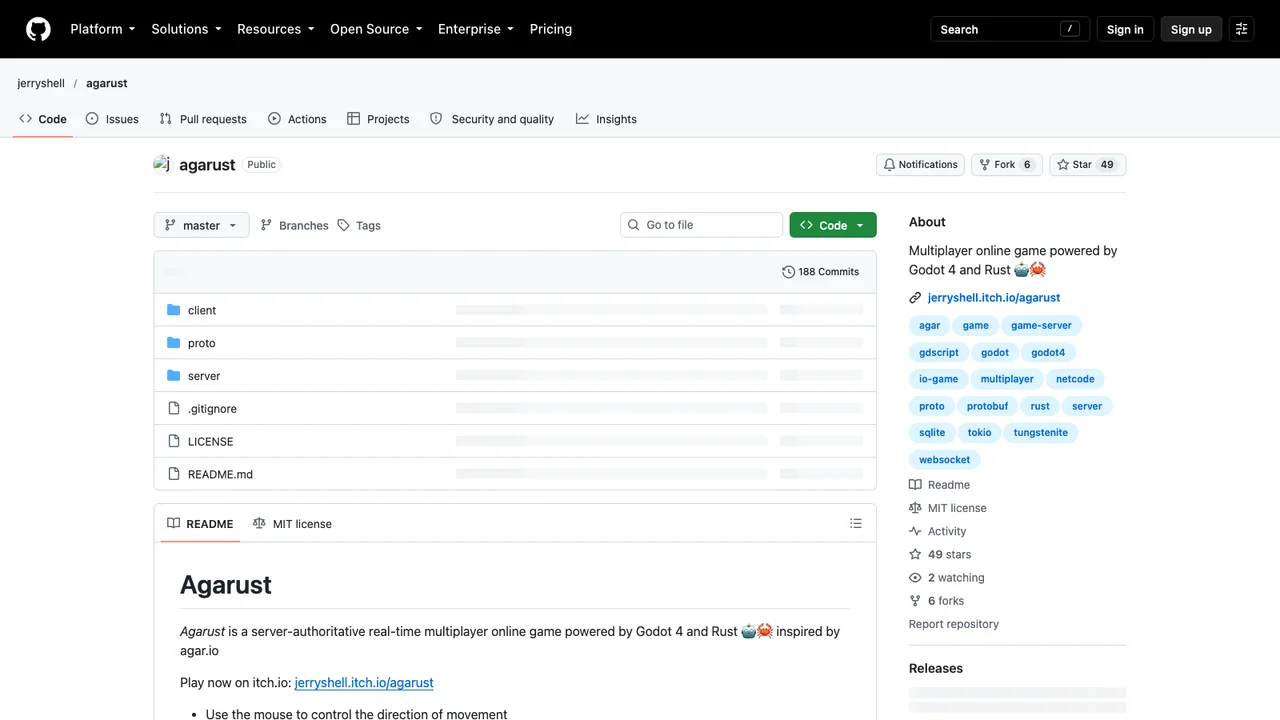 Platform Solutions Resources Open Source Enterprise Pricing Search / Sign in Sign up
jerryshell / agarust
Code Issues Pull requests Actions Projects Security and quality Insights
j agarust Public Notifications Fork 6 Star 49
master Branches Tags Go to file Code
188 Commits
client
proto
server
.gitignore
LICENSE
README.md
README MIT license
Agarust
Agarust is a server-authoritative real-time multiplayer online game powered by Godot 4 and Rust 🤖🦀 inspired by
agar.io
Play now on itch.io: jerryshell.itch.io/agarust
• Use the mouse to control the direction of movement
About
Multiplayer online game powered by
Godot 4 and Rust 🤖🦀
jerryshell.itch.io/agarust
agar game game-server
gdscript godot godot4
io-game multiplayer netcode
proto protobuf rust server
sqlite tokio tungstenite
websocket
Readme
MIT license
Activity
49 stars
2 watching
6 forks
Report repository
Releases